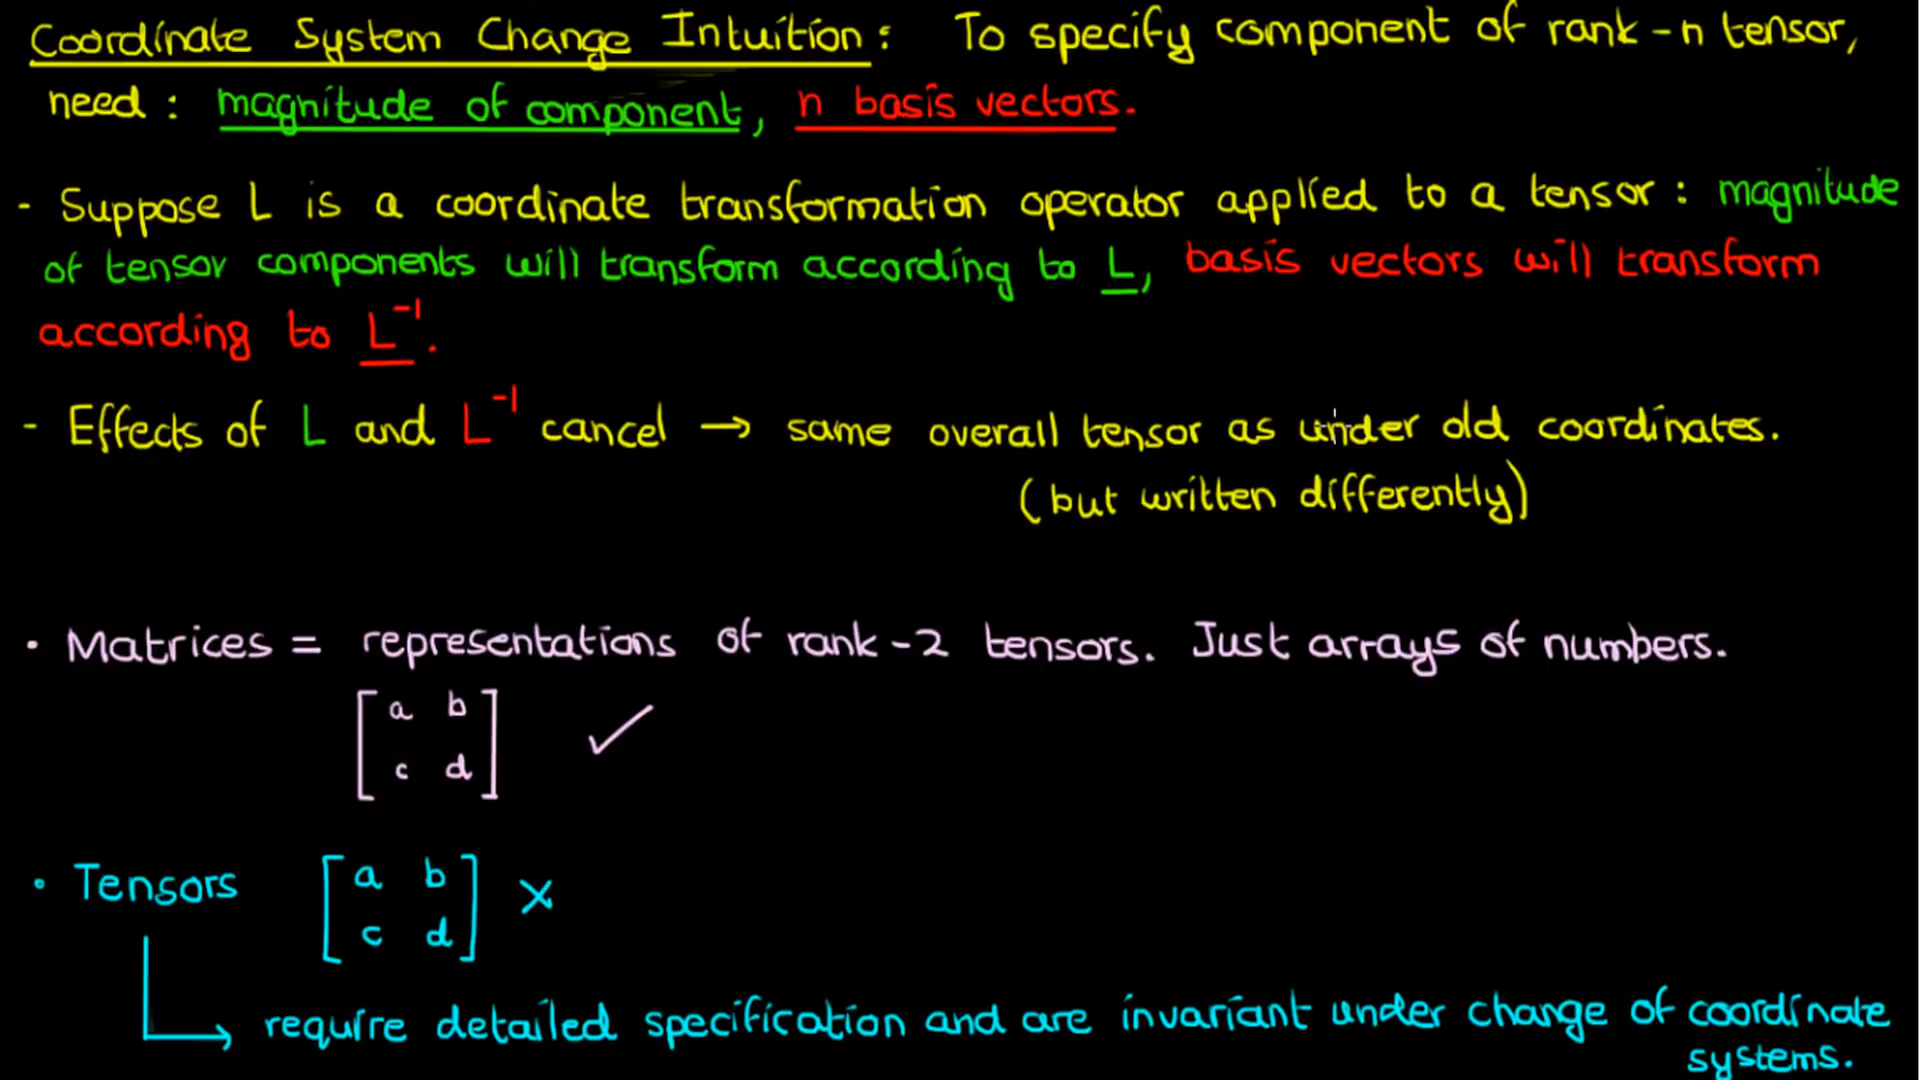 Coordinate System Change Intuition: To specify component of rank-n tensor,
need: magnitude of component, n basis vectors.
- Suppose L is a coordinate transformation operator applied to a tensor: magnitude
of tensor components will transform according to L, basis vectors will transform
according to L⁻¹.
- Effects of L and L⁻¹ cancel → same overall tensor as under old coordinates.
(but written differently)
• Matrices = representations of rank-2 tensors. Just arrays of numbers.
[a b
c d] ✓
• Tensors [a b
c d] ×
↳ require detailed specification and are invariant under change of coordinate
systems.